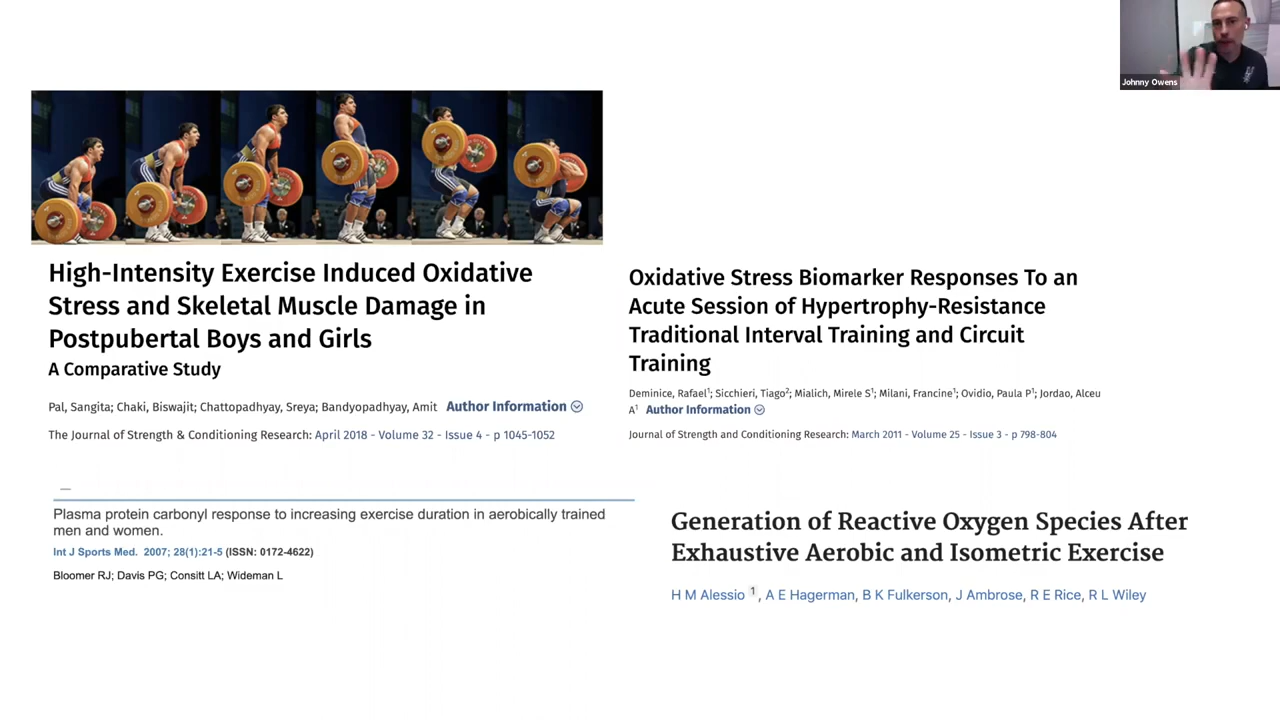 Johnny Owens
High-Intensity Exercise Induced Oxidative
Stress and Skeletal Muscle Damage in
Postpubertal Boys and Girls
A Comparative Study
Pal, Sangita; Chaki, Biswajit; Chattopadhyay, Sreya; Bandyopadhyay, Amit Author Information
The Journal of Strength & Conditioning Research: April 2018 - Volume 32 - Issue 4 - p 1045-1052
Oxidative Stress Biomarker Responses To an
Acute Session of Hypertrophy-Resistance
Traditional Interval Training and Circuit
Training
Deminice, Rafael1; Sicchieri, Tiago2; Mialich, Mirele S1; Milani, Francine1; Ovidio, Paula P1; Jordao, Alceu
A1 Author Information
Journal of Strength and Conditioning Research: March 2011 - Volume 25 - Issue 3 - p 798-804
Plasma protein carbonyl response to increasing exercise duration in aerobically trained
men and women.
Int J Sports Med. 2007; 28(1):21-5 (ISSN: 0172-4622)
Bloomer RJ; Davis PG; Consitt LA; Wideman L
Generation of Reactive Oxygen Species After
Exhaustive Aerobic and Isometric Exercise
H M Alessio 1, A E Hagerman, B K Fulkerson, J Ambrose, R E Rice, R L Wiley